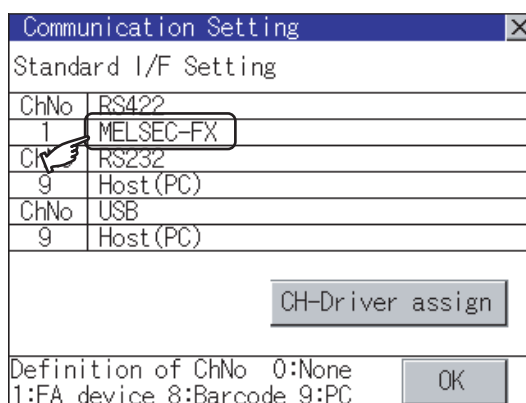 Communication Setting ×
Standard I/F Setting
ChNo RS422
1 MELSEC-FX
RS232
9 Host(PC)
ChNo USB
9 Host(PC)
CH-Driver assign
Definition of ChNo 0:None
1:FA device 8:Barcode 9:PC
OK